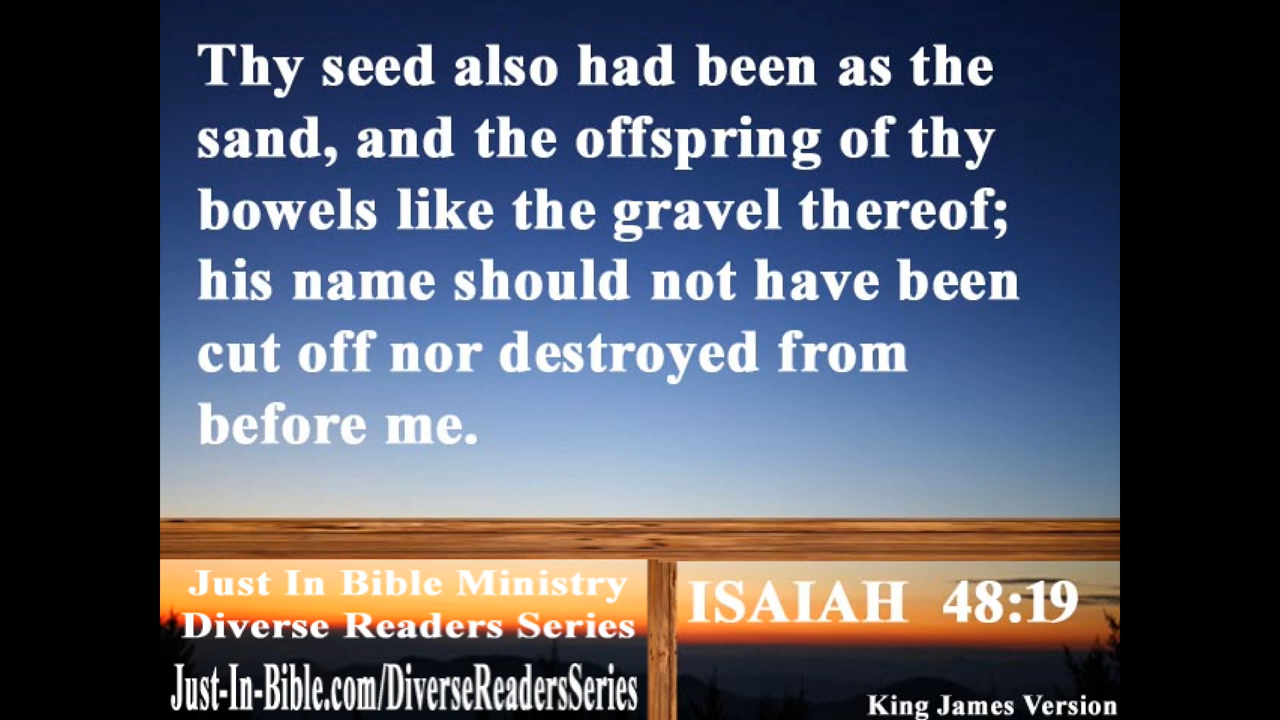 Thy seed also had been as the
sand, and the offspring of thy
bowels like the gravel thereof;
his name should not have been
cut off nor destroyed from
before me.
Just In Bible Ministry
Diverse Readers Series
Just-In-Bible.com/DiverseReadersSeries
ISAIAH 48:19
King James Version